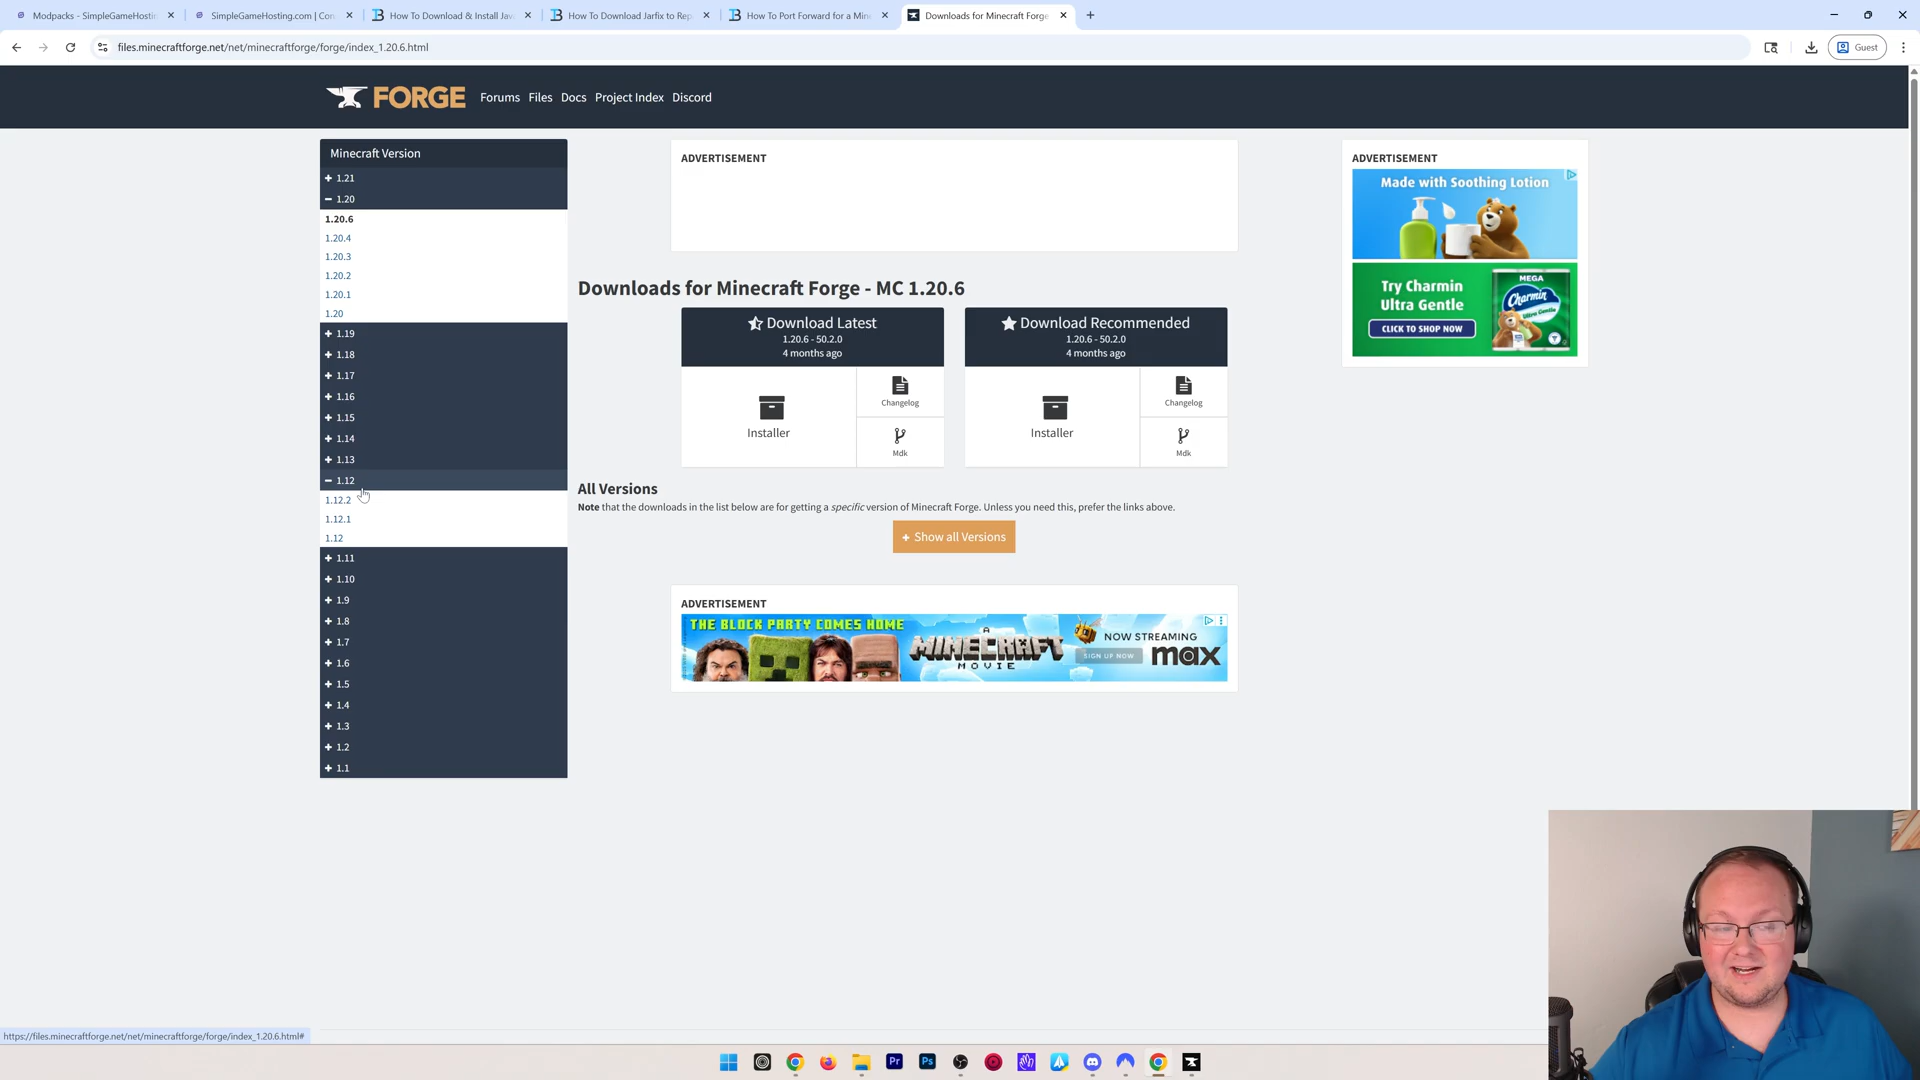 Modpacks - SimpleGameHostin
SimpleGameHosting.com | Con
How To Download & Install Jav
How To Download Jarfix to Rep
How To Port Forward for a Min
Downloads for Minecraft Forge
files.minecraftforge.net/net/minecraftforge/forge/index_1.20.6.html
Guest
FORGE
Forums Files Docs Project Index Discord
Minecraft Version
1.21
1.20
1.20.6
1.20.4
1.20.3
1.20.2
1.20.1
1.20
1.19
1.18
1.17
1.16
1.15
1.14
1.13
1.12
1.12.2
1.12.1
1.12
1.11
1.10
1.9
1.8
1.7
1.6
1.5
1.4
1.3
1.2
1.1
ADVERTISEMENT
Downloads for Minecraft Forge - MC 1.20.6
Download Latest
1.20.6 - 50.2.0
4 months ago
Installer
Changelog
Mdk
Download Recommended
1.20.6 - 50.2.0
4 months ago
Installer
Changelog
Mdk
All Versions
Note that the downloads in the list below are for getting a specific version of Minecraft Forge. Unless you need this, prefer the links above.
+ Show all Versions
ADVERTISEMENT
THE BLOCK PARTY COMES HOME
A
MINECRAFT
MOVIE
NOW STREAMING
SIGN UP NOW
max
ADVERTISEMENT
Made with Soothing Lotion
Try Charmin
Ultra Gentle
CLICK TO SHOP NOW
MEGA
Charmin
Ultra Gentle
https://files.minecraftforge.net/net/minecraftforge/forge/index_1.20.6.html#
Pr
Ps